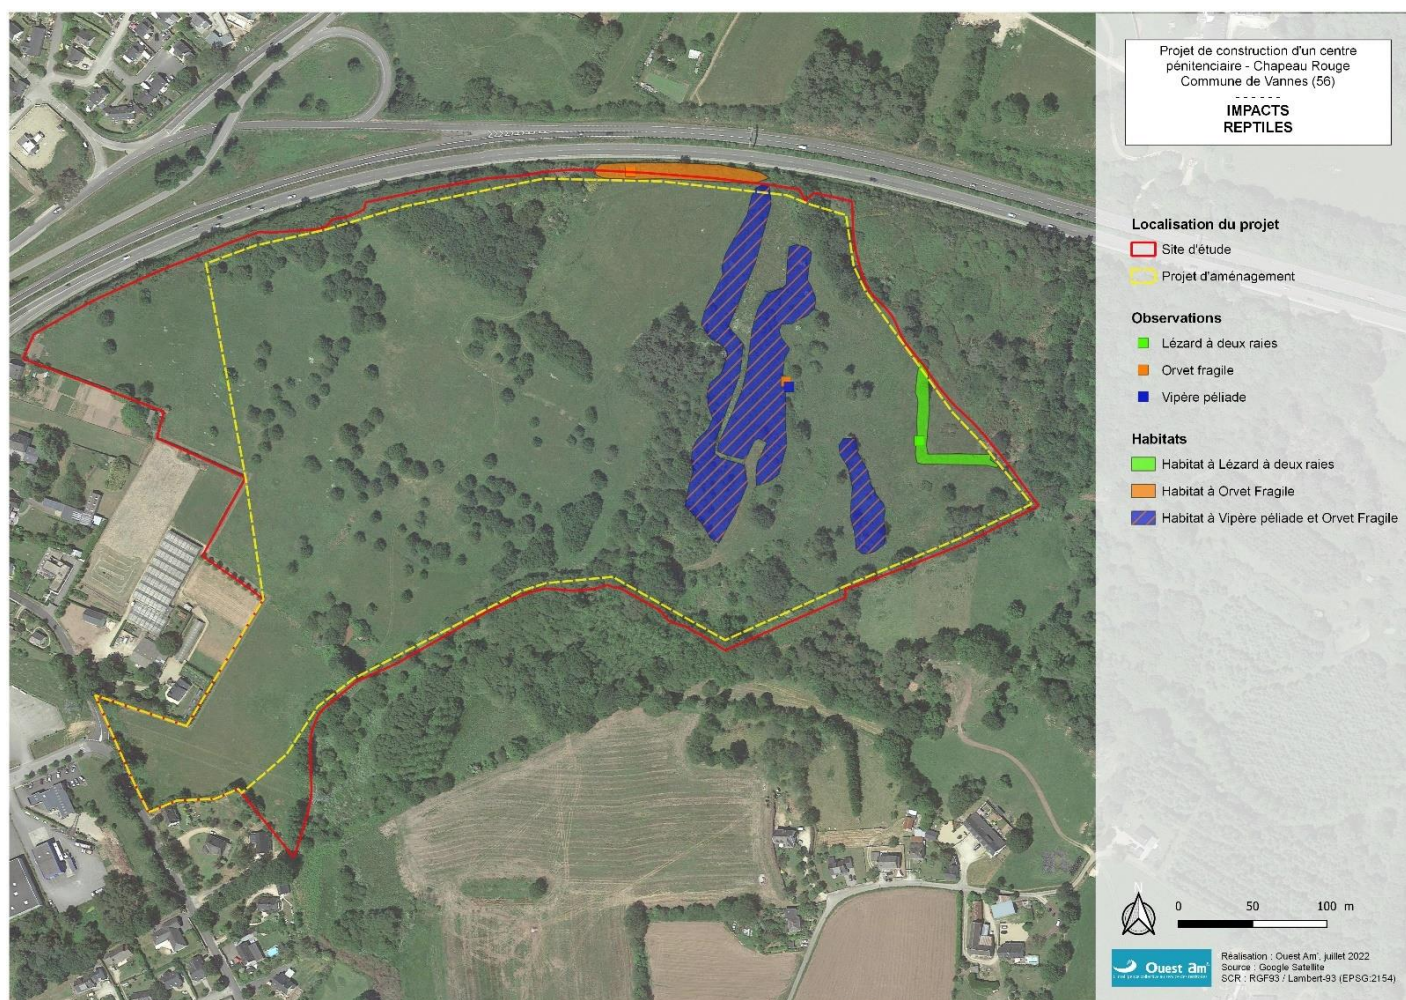 Projet de construction d'un centre
pénitenciaire - Chapeau Rouge
Commune de Vannes (56)
- - - - - -
IMPACTS
REPTILES
Localisation du projet
Site d'étude
Projet d'aménagement
Observations
Lézard à deux raies
Orvet fragile
Vipère péliade
Habitats
Habitat à Lézard à deux raies
Habitat à Orvet Fragile
Habitat à Vipère péliade et Orvet Fragile
N
0 50 100 m
Ouest am'
Réalisation : Ouest Am', juillet 2022
Source : Google Satellite
SCR : RGF93 / Lambert-93 (EPSG:2154)